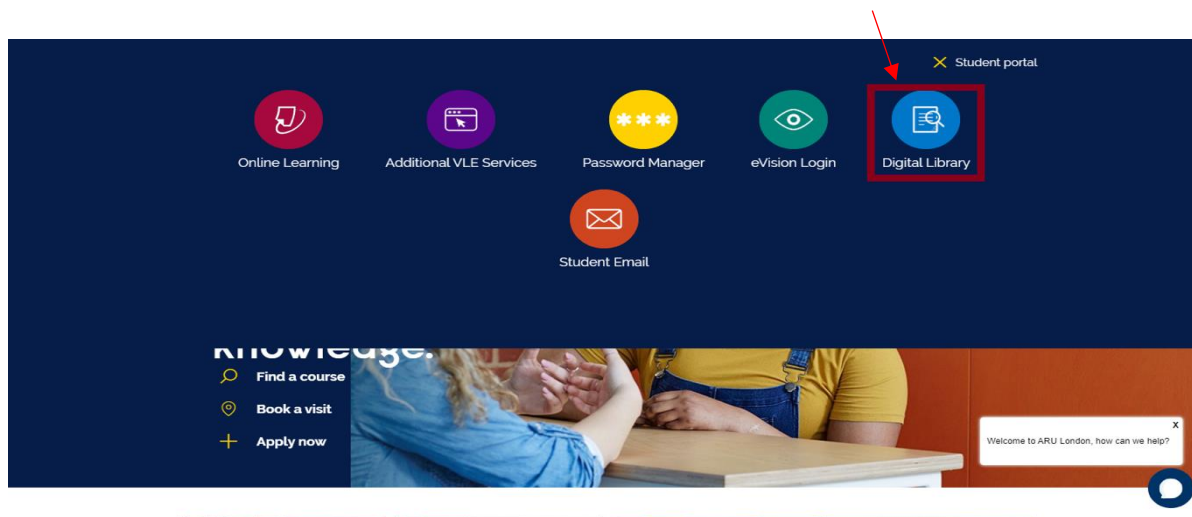 Student portal
Online Learning
Additional VLE Services
***
Password Manager
eVision Login
Digital Library
Student Email
knowledge.
Find a course
Book a visit
Apply now
x
Welcome to ARU London, how can we help?